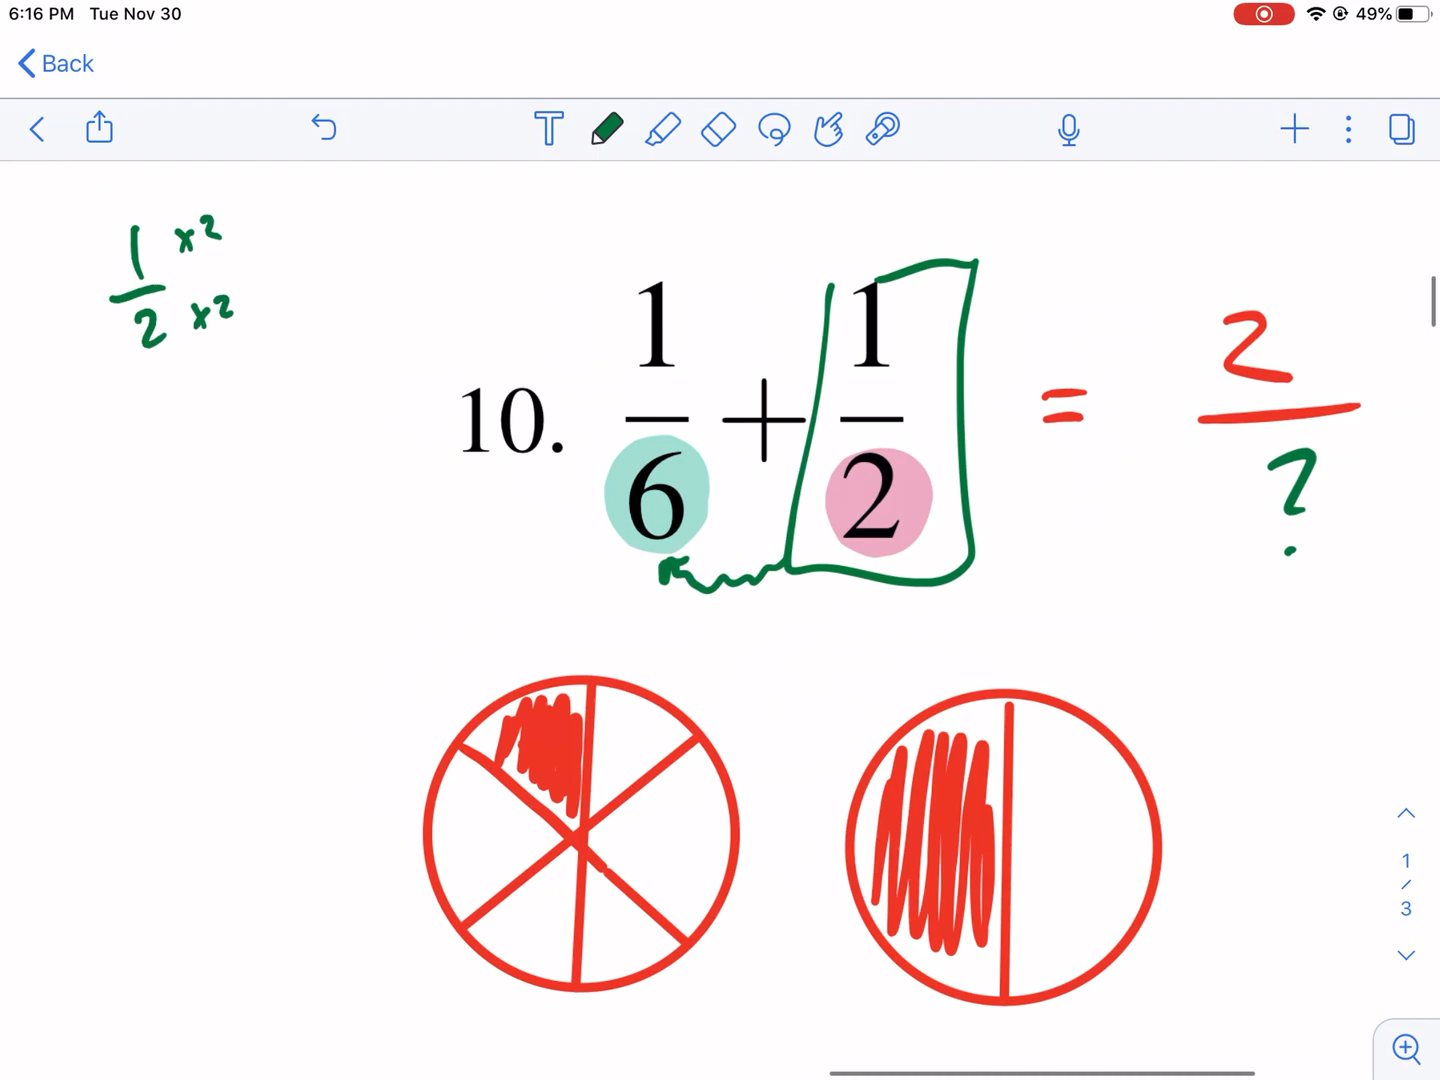 6:16 PM Tue Nov 30 49%
Back
T
1 x2
2 x2
10. 1/6 + 1/2 = 2/?
1
/
3